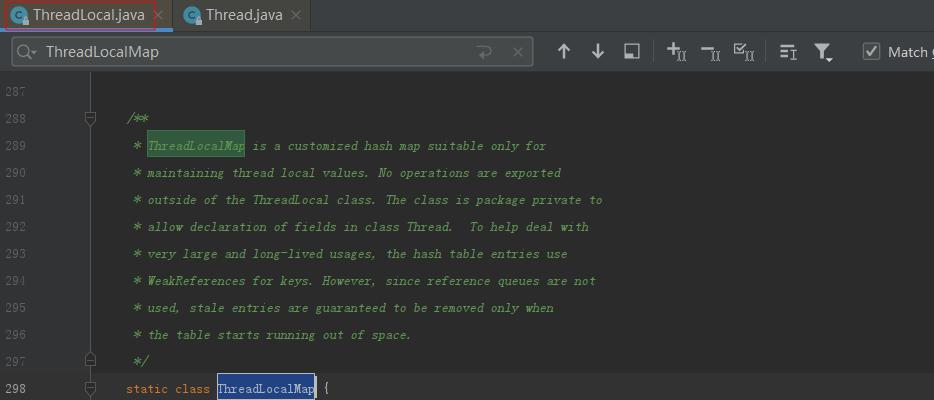 ThreadLocal.java
Thread.java
ThreadLocalMap
Match
287
288 /**
289 * ThreadLocalMap is a customized hash map suitable only for
290 * maintaining thread local values. No operations are exported
291 * outside of the ThreadLocal class. The class is package private to
292 * allow declaration of fields in class Thread.  To help deal with
293 * very large and long-lived usages, the hash table entries use
294 * WeakReferences for keys. However, since reference queues are not
295 * used, stale entries are guaranteed to be removed only when
296 * the table starts running out of space.
297 */
298 static class ThreadLocalMap {